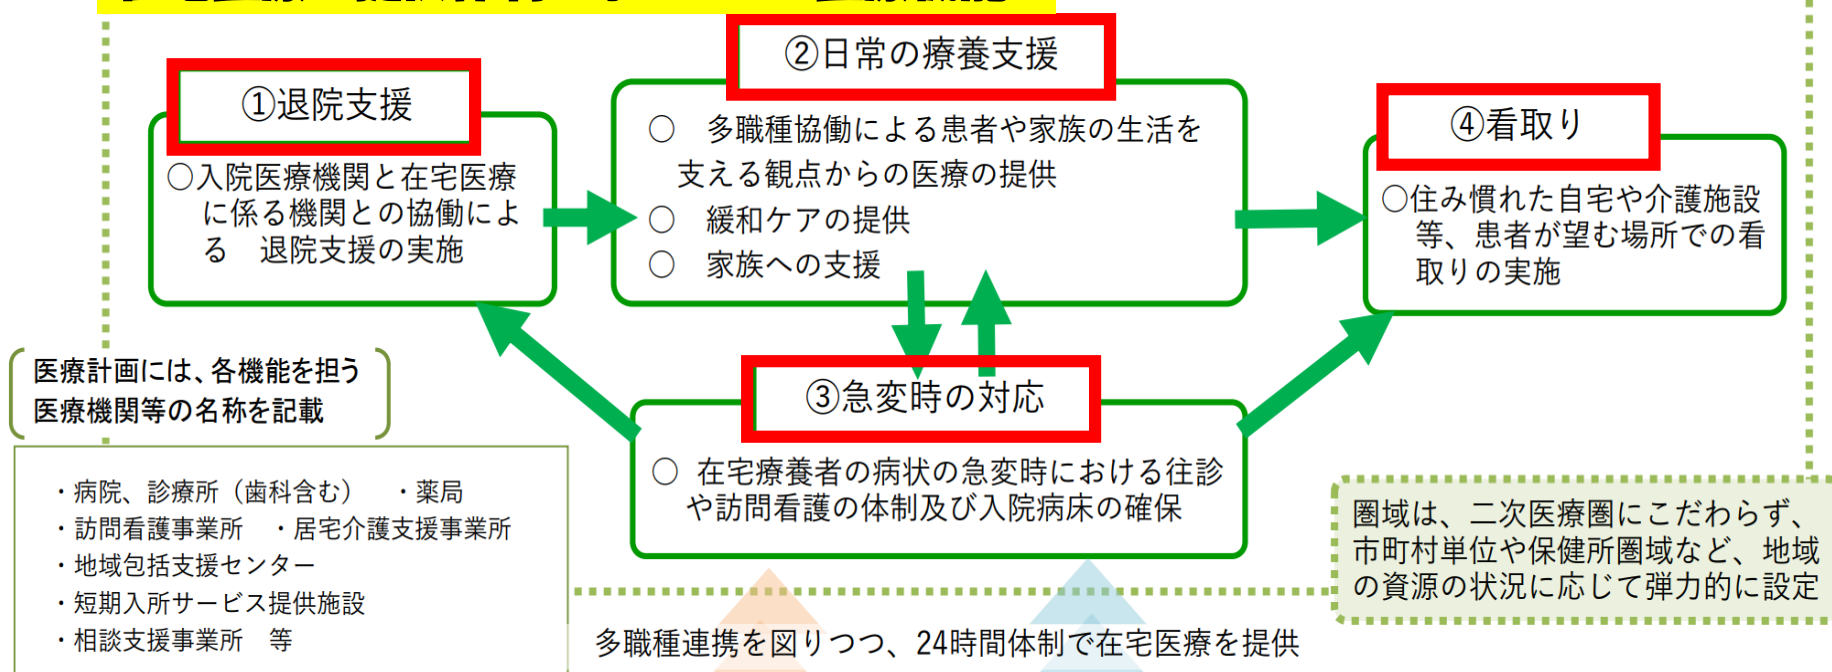 ①退院支援
○入院医療機関と在宅医療
に係る機関との協働によ
る　退院支援の実施
②日常の療養支援
○　多職種協働による患者や家族の生活を
支える観点からの医療の提供
○　緩和ケアの提供
○　家族への支援
④看取り
○住み慣れた自宅や介護施設
等、患者が望む場所での看
取りの実施
③急変時の対応
○ 在宅療養者の病状の急変時における往診
や訪問看護の体制及び入院病床の確保
医療計画には、各機能を担う
医療機関等の名称を記載
・病院、診療所（歯科含む）　・薬局
・訪問看護事業所　・居宅介護支援事業所
・地域包括支援センター
・短期入所サービス提供施設
・相談支援事業所　等
圏域は、二次医療圏にこだわらず、
市町村単位や保健所圏域など、地域
の資源の状況に応じて弾力的に設定
多職種連携を図りつつ、24時間体制で在宅医療を提供